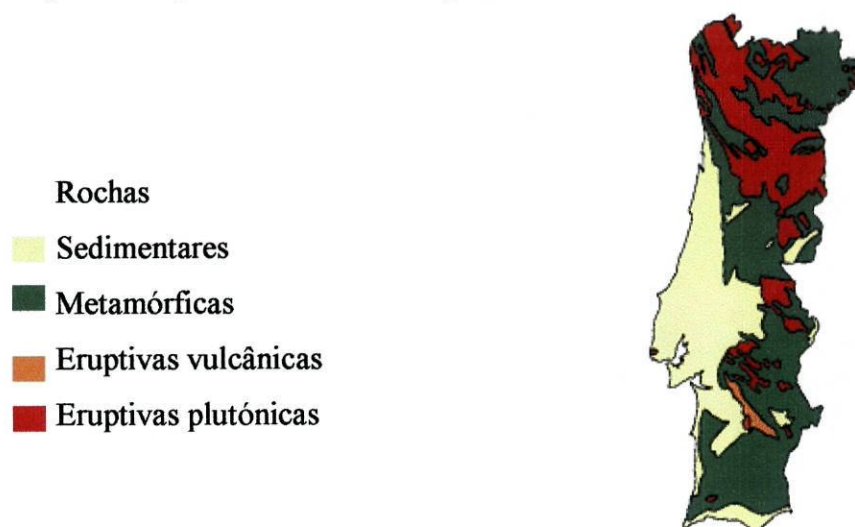 Rochas
Sedimentares
Metamórficas
Eruptivas vulcânicas
Eruptivas plutónicas